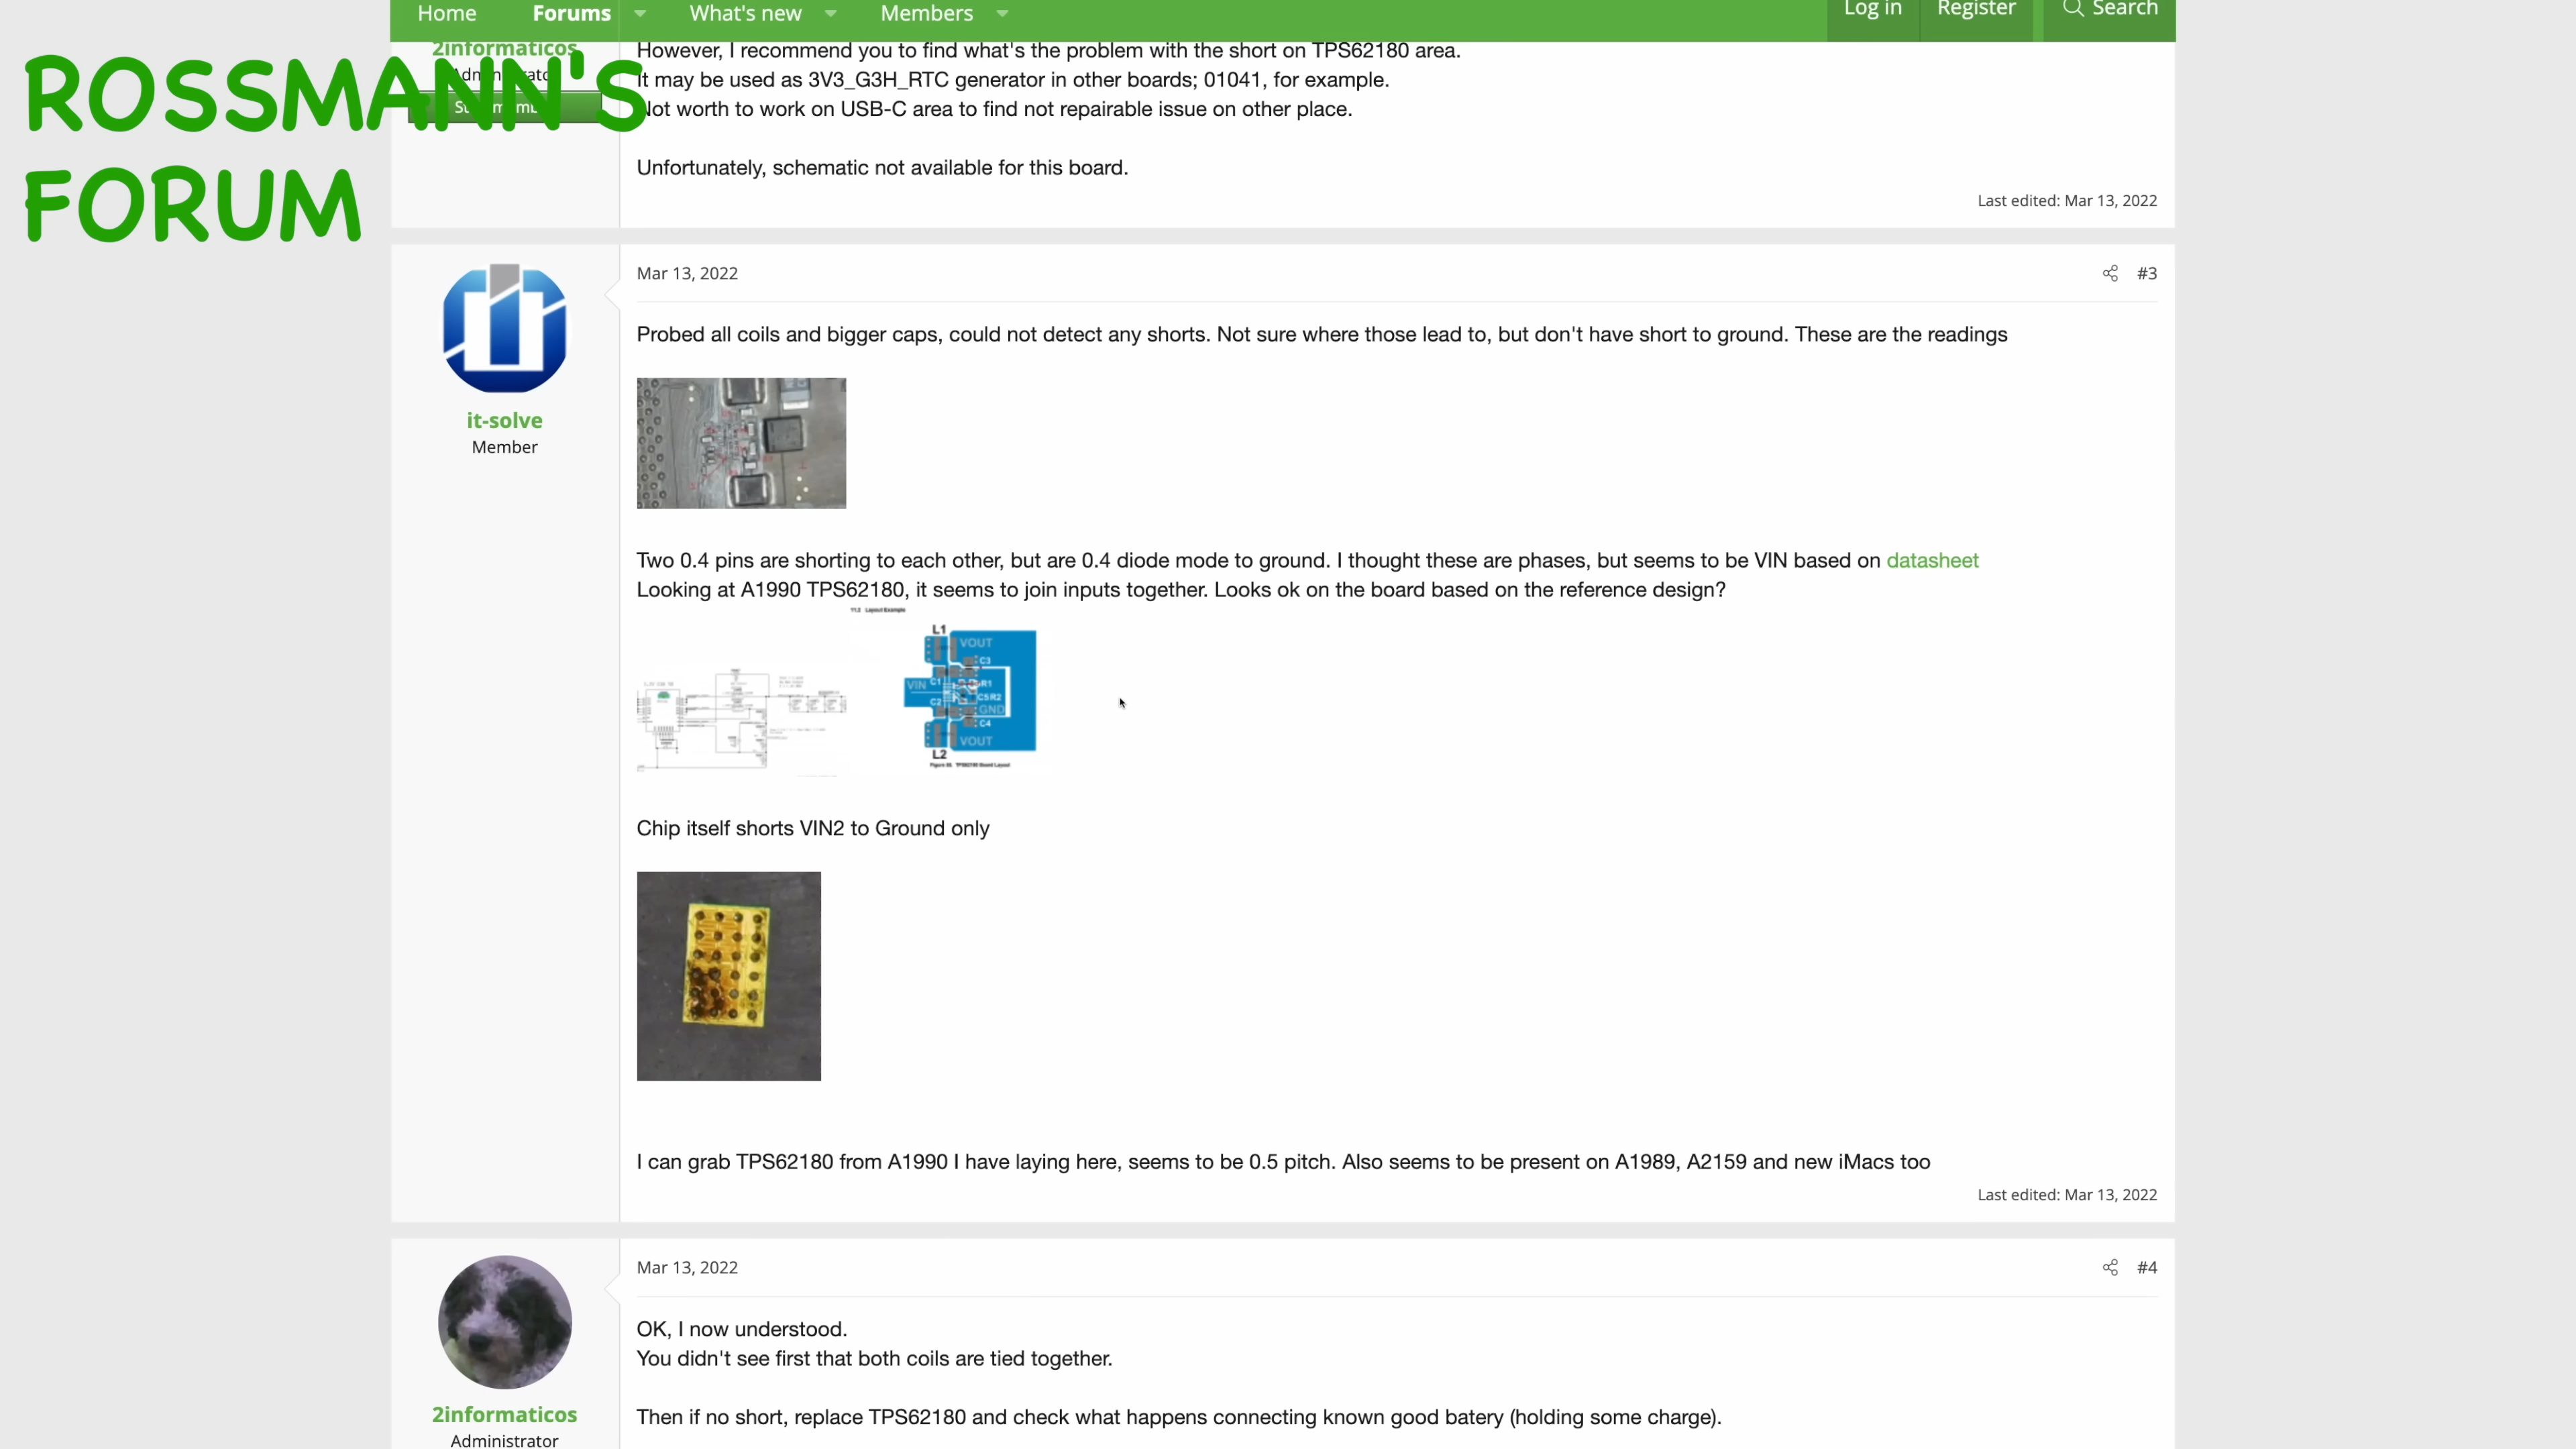 Home Forums What's new Members Log in Register Search
ROSSMANN'S
FORUM
2informaticos
However, I recommend you to find what's the problem with the short on TPS62180 area.
It may be used as 3V3_G3H_RTC generator in other boards; 01041, for example.
Not worth to work on USB-C area to find not repairable issue on other place.
Unfortunately, schematic not available for this board.
Last edited: Mar 13, 2022
it-solve
Member
Mar 13, 2022
#3
Probed all coils and bigger caps, could not detect any shorts. Not sure where those lead to, but don't have short to ground. These are the readings
Two 0.4 pins are shorting to each other, but are 0.4 diode mode to ground. I thought these are phases, but seems to be VIN based on datasheet
Looking at A1990 TPS62180, it seems to join inputs together. Looks ok on the board based on the reference design?
11.2 Layout Example
L1
VOUT
C3
VIN C1 R1
C5R2
C2 GND
C4
VOUT
L2
Chip itself shorts VIN2 to Ground only
I can grab TPS62180 from A1990 I have laying here, seems to be 0.5 pitch. Also seems to be present on A1989, A2159 and new iMacs too
Last edited: Mar 13, 2022
2informaticos
Administrator
Mar 13, 2022
#4
OK, I now understood.
You didn't see first that both coils are tied together.
Then if no short, replace TPS62180 and check what happens connecting known good batery (holding some charge).